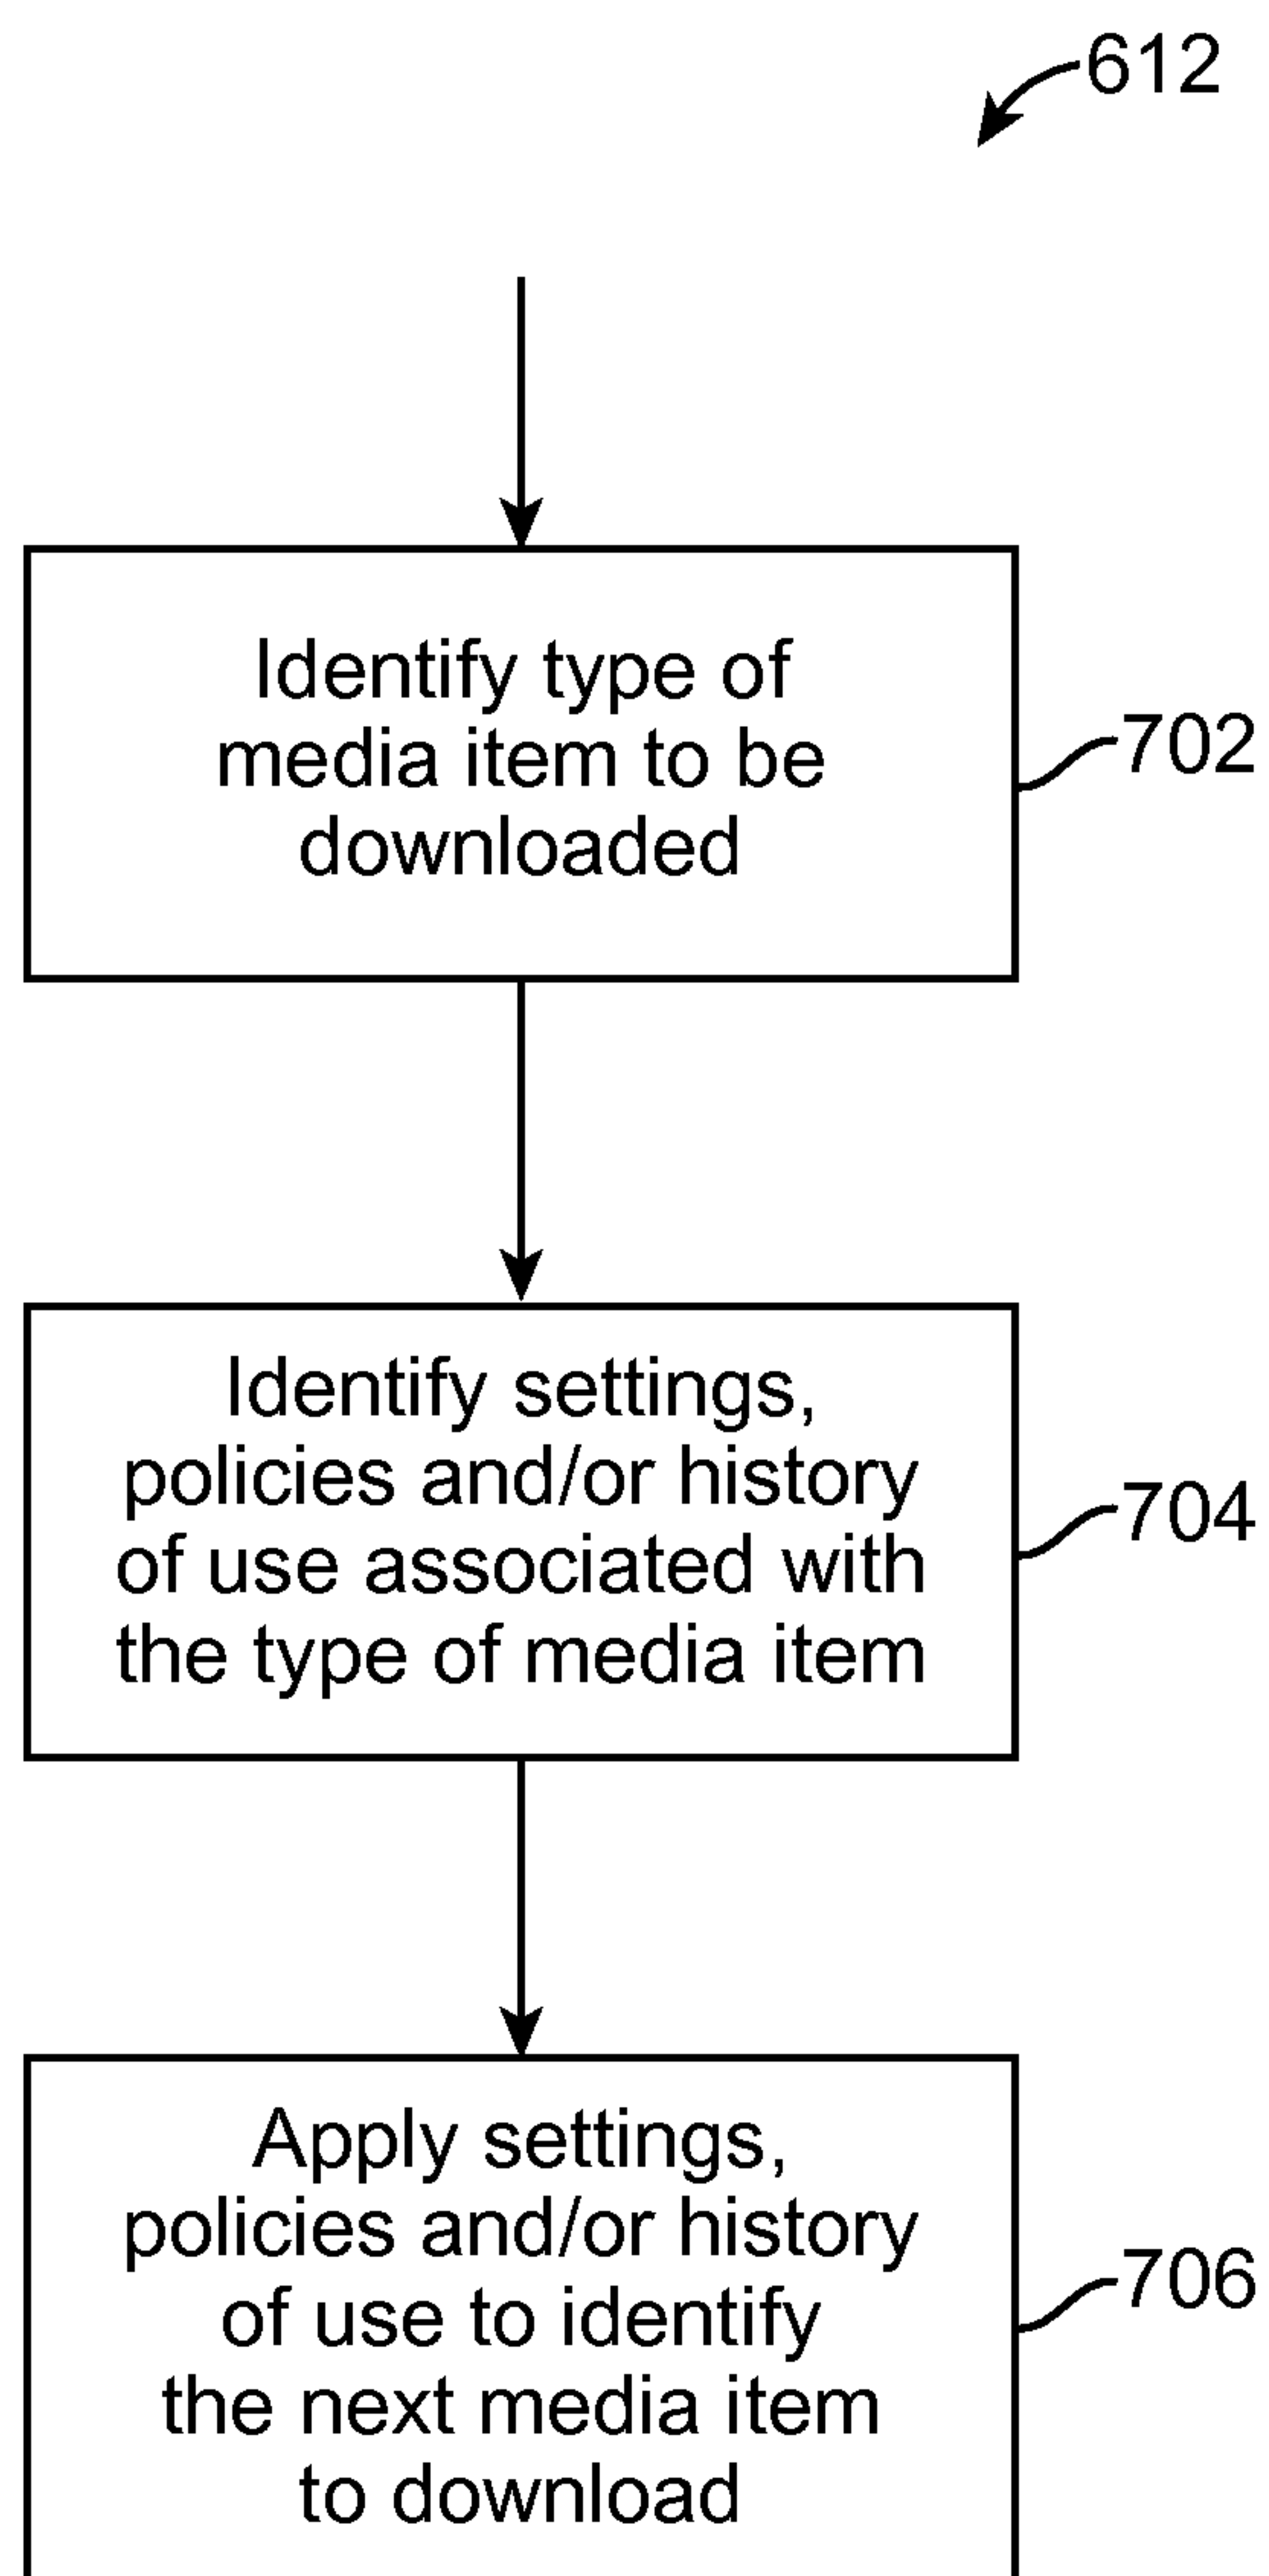 612
Identify type of
media item to be
downloaded
702
Identify settings,
policies and/or history
of use associated with
the type of media item
704
Apply settings,
policies and/or history
of use to identify
the next media item
to download
706